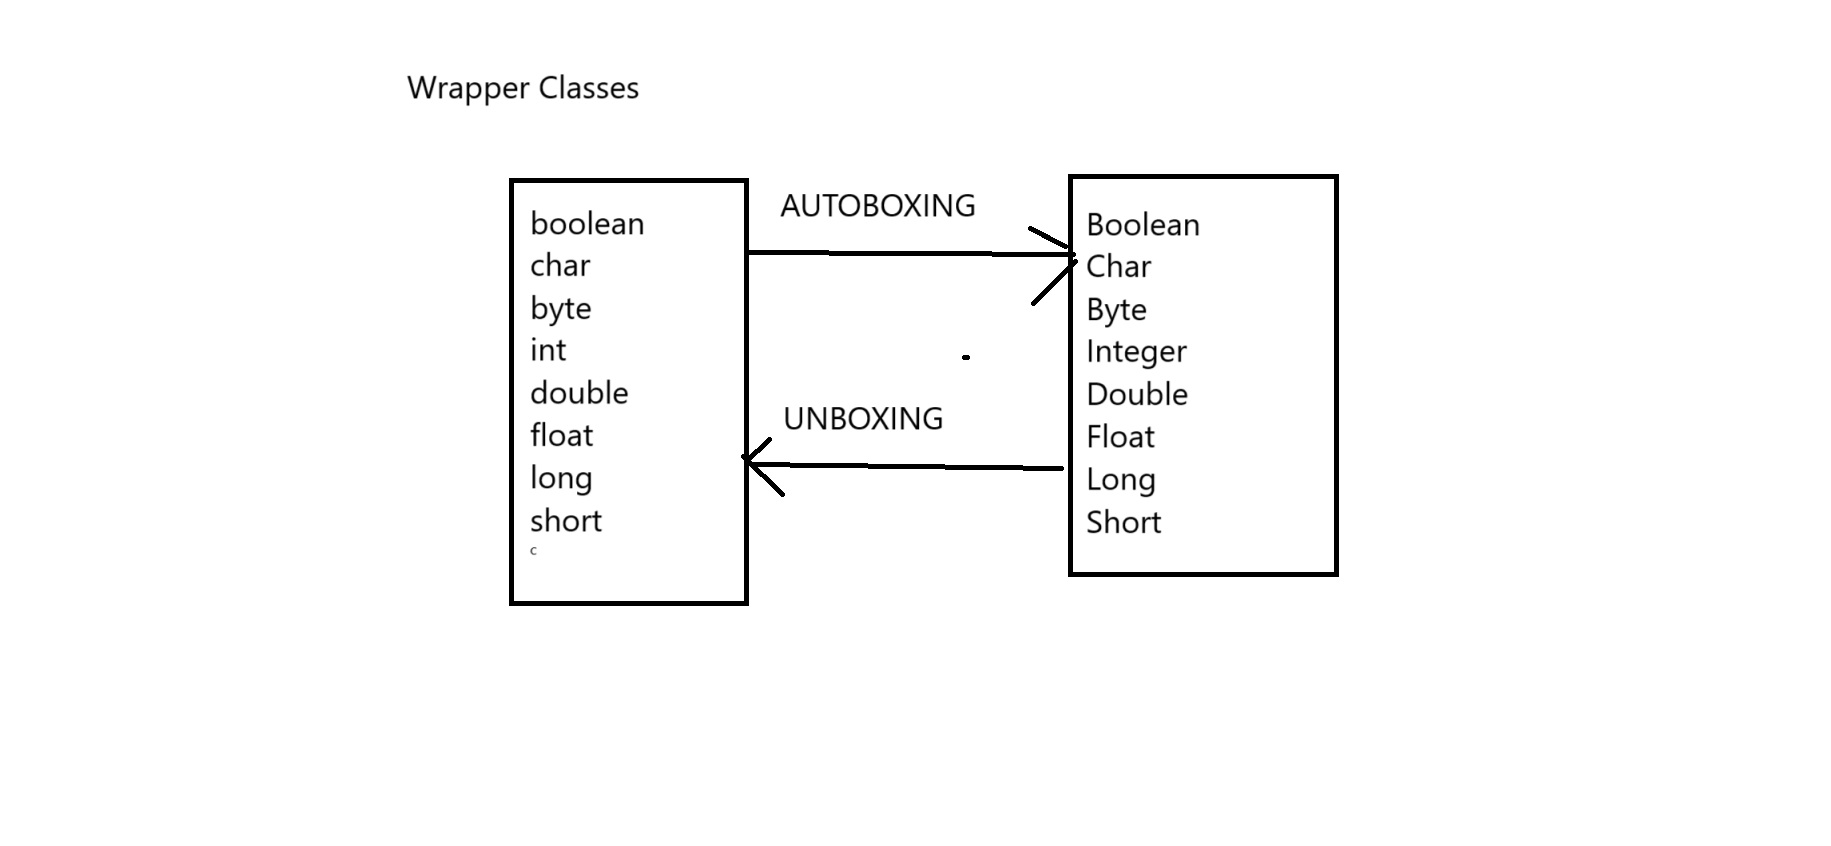 Wrapper Classes
AUTOBOXING
UNBOXING
boolean
char
byte
int
double
float
long
short
c
Boolean
Char
Byte
Integer
Double
Float
Long
Short